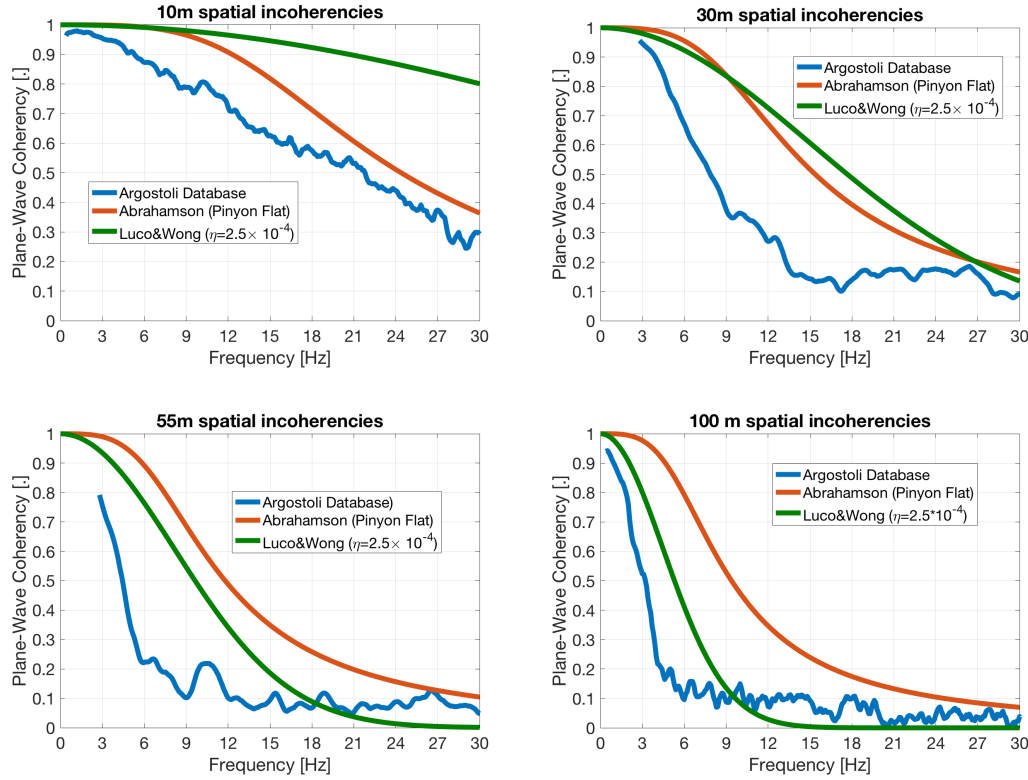 10m spatial incoherencies
Plane-Wave Coherency [.]
1
0.9
0.8
0.7
0.6
0.5
0.4
0.3
0.2
0.1
0
Argostoli Database
Abrahamson (Pinyon Flat)
Luco&Wong (η=2.5× 10-4)
0 3 6 9 12 15 18 21 24 27 30
Frequency [Hz]
30m spatial incoherencies
Plane-Wave Coherency [.]
1
0.9
0.8
0.7
0.6
0.5
0.4
0.3
0.2
0.1
0
Argostoli Database
Abrahamson (Pinyon Flat)
Luco&Wong (η=2.5× 10-4)
0 3 6 9 12 15 18 21 24 27 30
Frequency [Hz]
55m spatial incoherencies
Plane-Wave Coherency [.]
1
0.9
0.8
0.7
0.6
0.5
0.4
0.3
0.2
0.1
0
Argostoli Database)
Abrahamson (Pinyon Flat)
Luco&Wong (η=2.5× 10-4)
0 3 6 9 12 15 18 21 24 27 30
Frequency [Hz]
100 m spatial incoherencies
Plane-Wave Coherency [.]
1
0.9
0.8
0.7
0.6
0.5
0.4
0.3
0.2
0.1
0
Argostoli Database
Abrahamson (Pinyon Flat)
Luco&Wong (η=2.5*10-4)
0 3 6 9 12 15 18 21 24 27 30
Frequency [Hz]